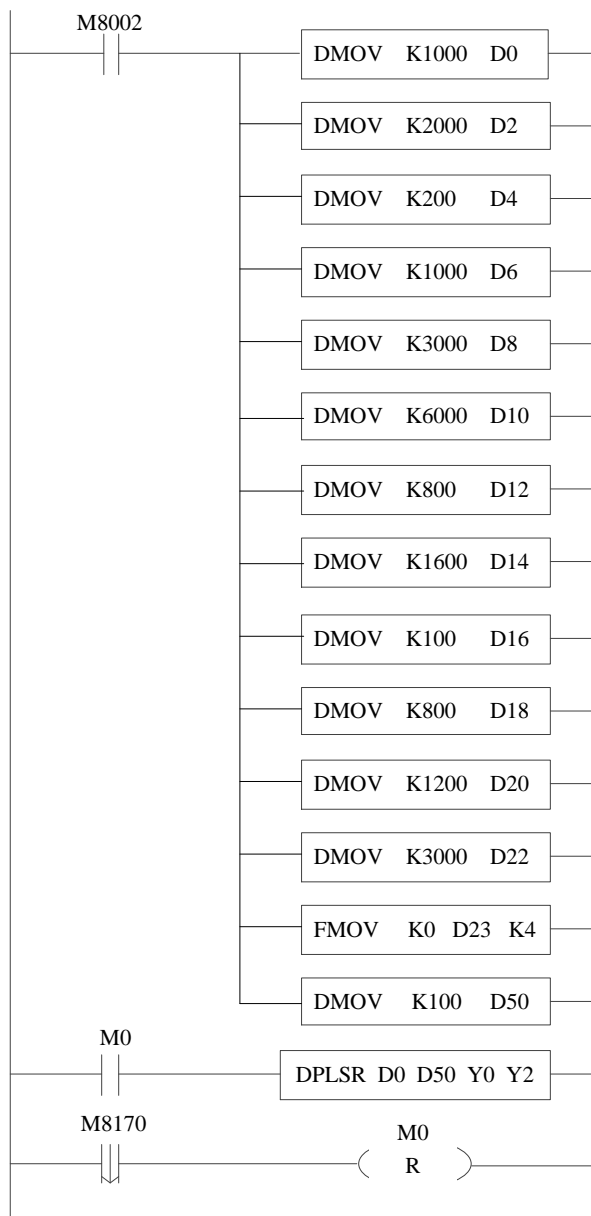 M8002
DMOV K1000 D0
DMOV K2000 D2
DMOV K200 D4
DMOV K1000 D6
DMOV K3000 D8
DMOV K6000 D10
DMOV K800 D12
DMOV K1600 D14
DMOV K100 D16
DMOV K800 D18
DMOV K1200 D20
DMOV K3000 D22
FMOV K0 D23 K4
DMOV K100 D50
M0
DPLSR D0 D50 Y0 Y2
M8170
M0
R